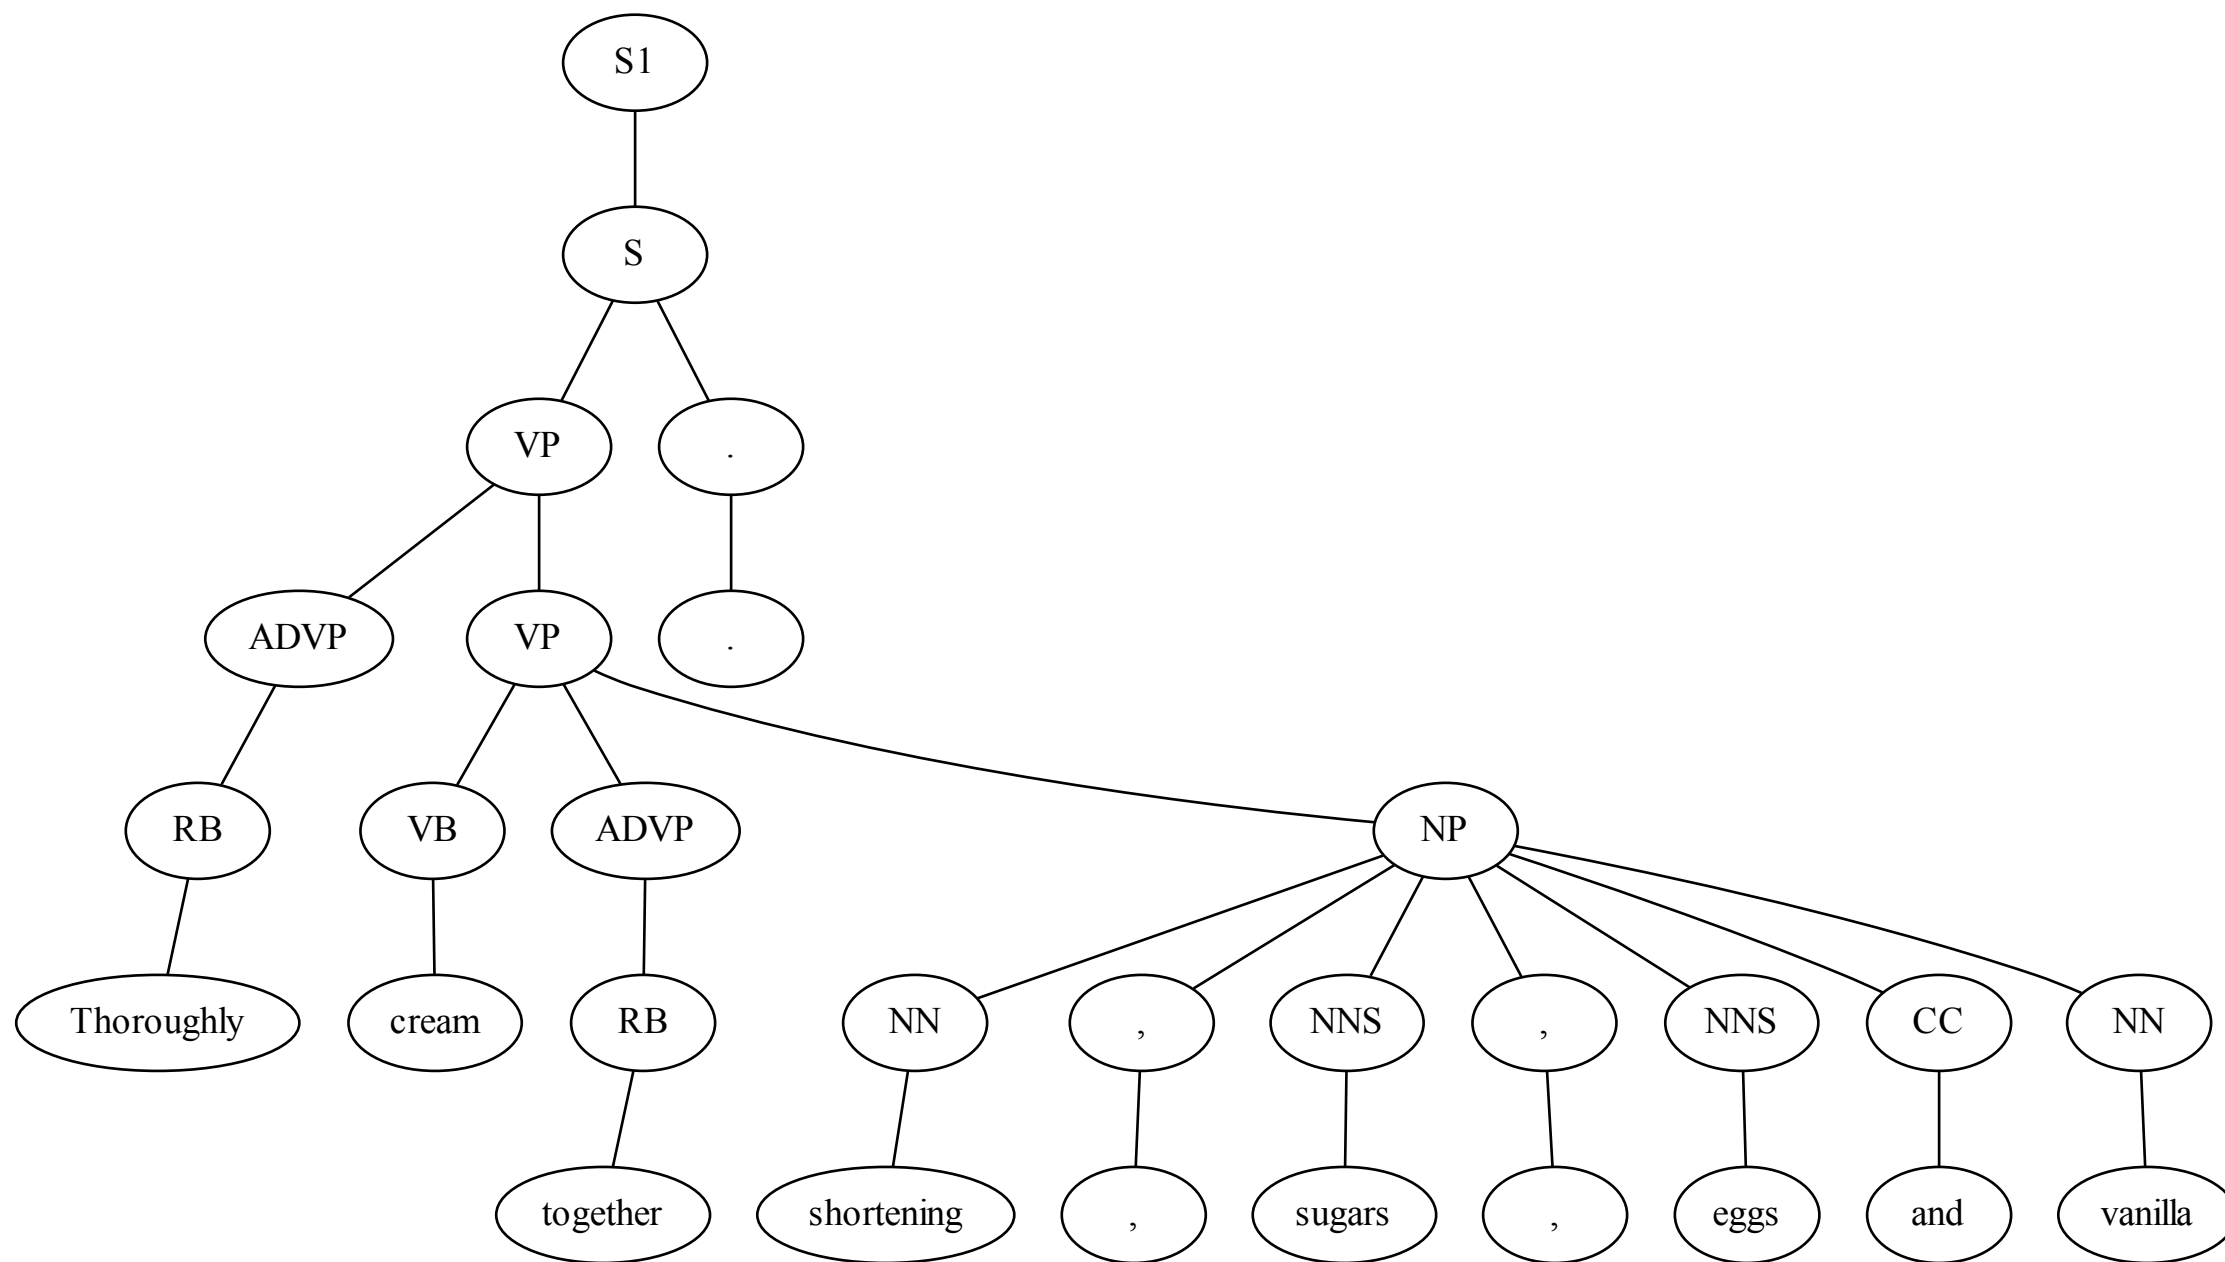 S1
S
VP .
ADVP VP .
RB VB ADVP NP
Thoroughly cream RB NN , NNS , NNS CC NN
together shortening , sugars , eggs and vanilla